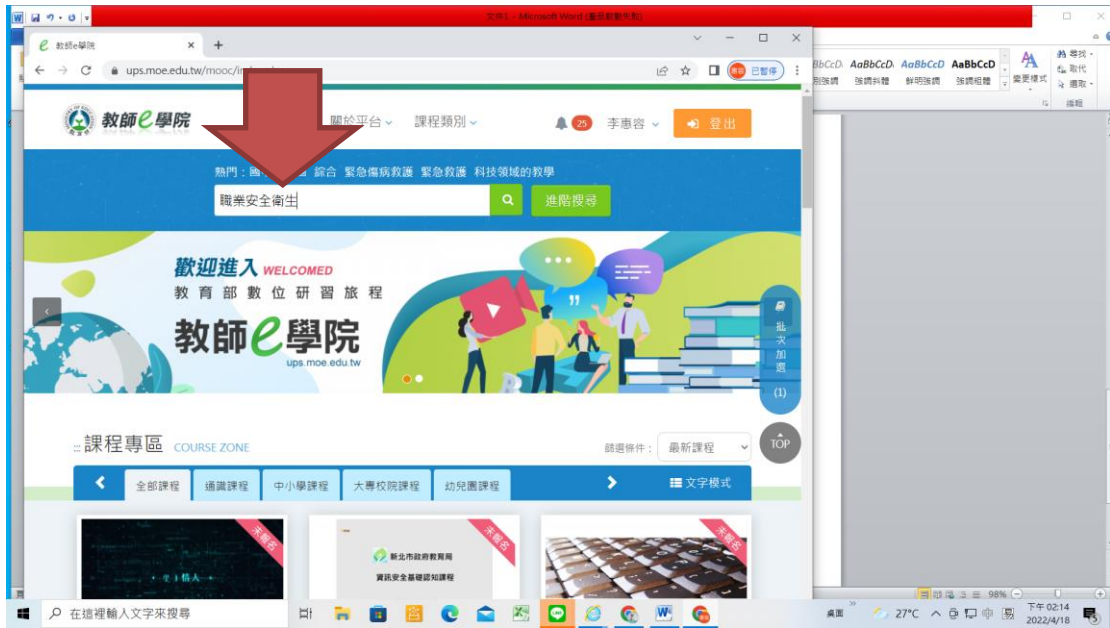 文件1 - Microsoft Word (產品啟動失敗)
教師e學院
ups.moe.edu.tw/mooc/in
已暫停
AaBbCcD AaBbCcD AaBbCcD
強調斜體 鮮明強調 強調粗體
變更樣式
尋找
取代
選取
編輯
教師e學院
關於平台
課程類別
25
李惠容
登出
熱門：國 綜合 緊急傷病救護 緊急救護 科技領域的教學
職業安全衛生
進階搜尋
歡迎進入 WELCOMED
教育部數位研習旅程
教師e學院
ups.moe.edu.tw
批次加選
(1)
TOP
課程專區 COURSE ZONE
篩選條件：
最新課程
全部課程
通識課程
中小學課程
大專校院課程
幼兒園課程
文字模式
未報名
未報名
未報名
新北市政府教育局
資訊安全基礎認知課程
98%
在這裡輸入文字來搜尋
桌面
27°C
下午 02:14
2022/4/18